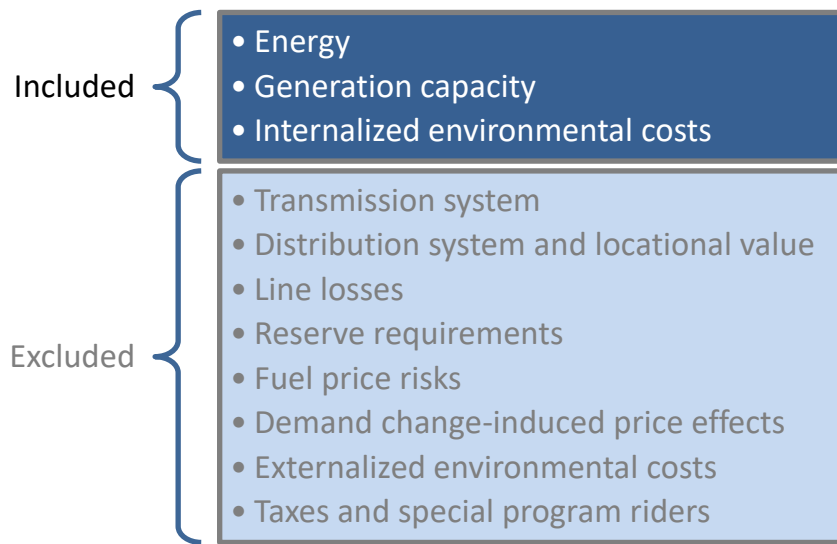 Included
• Energy
• Generation capacity
• Internalized environmental costs
Excluded
• Transmission system
• Distribution system and locational value
• Line losses
• Reserve requirements
• Fuel price risks
• Demand change-induced price effects
• Externalized environmental costs
• Taxes and special program riders